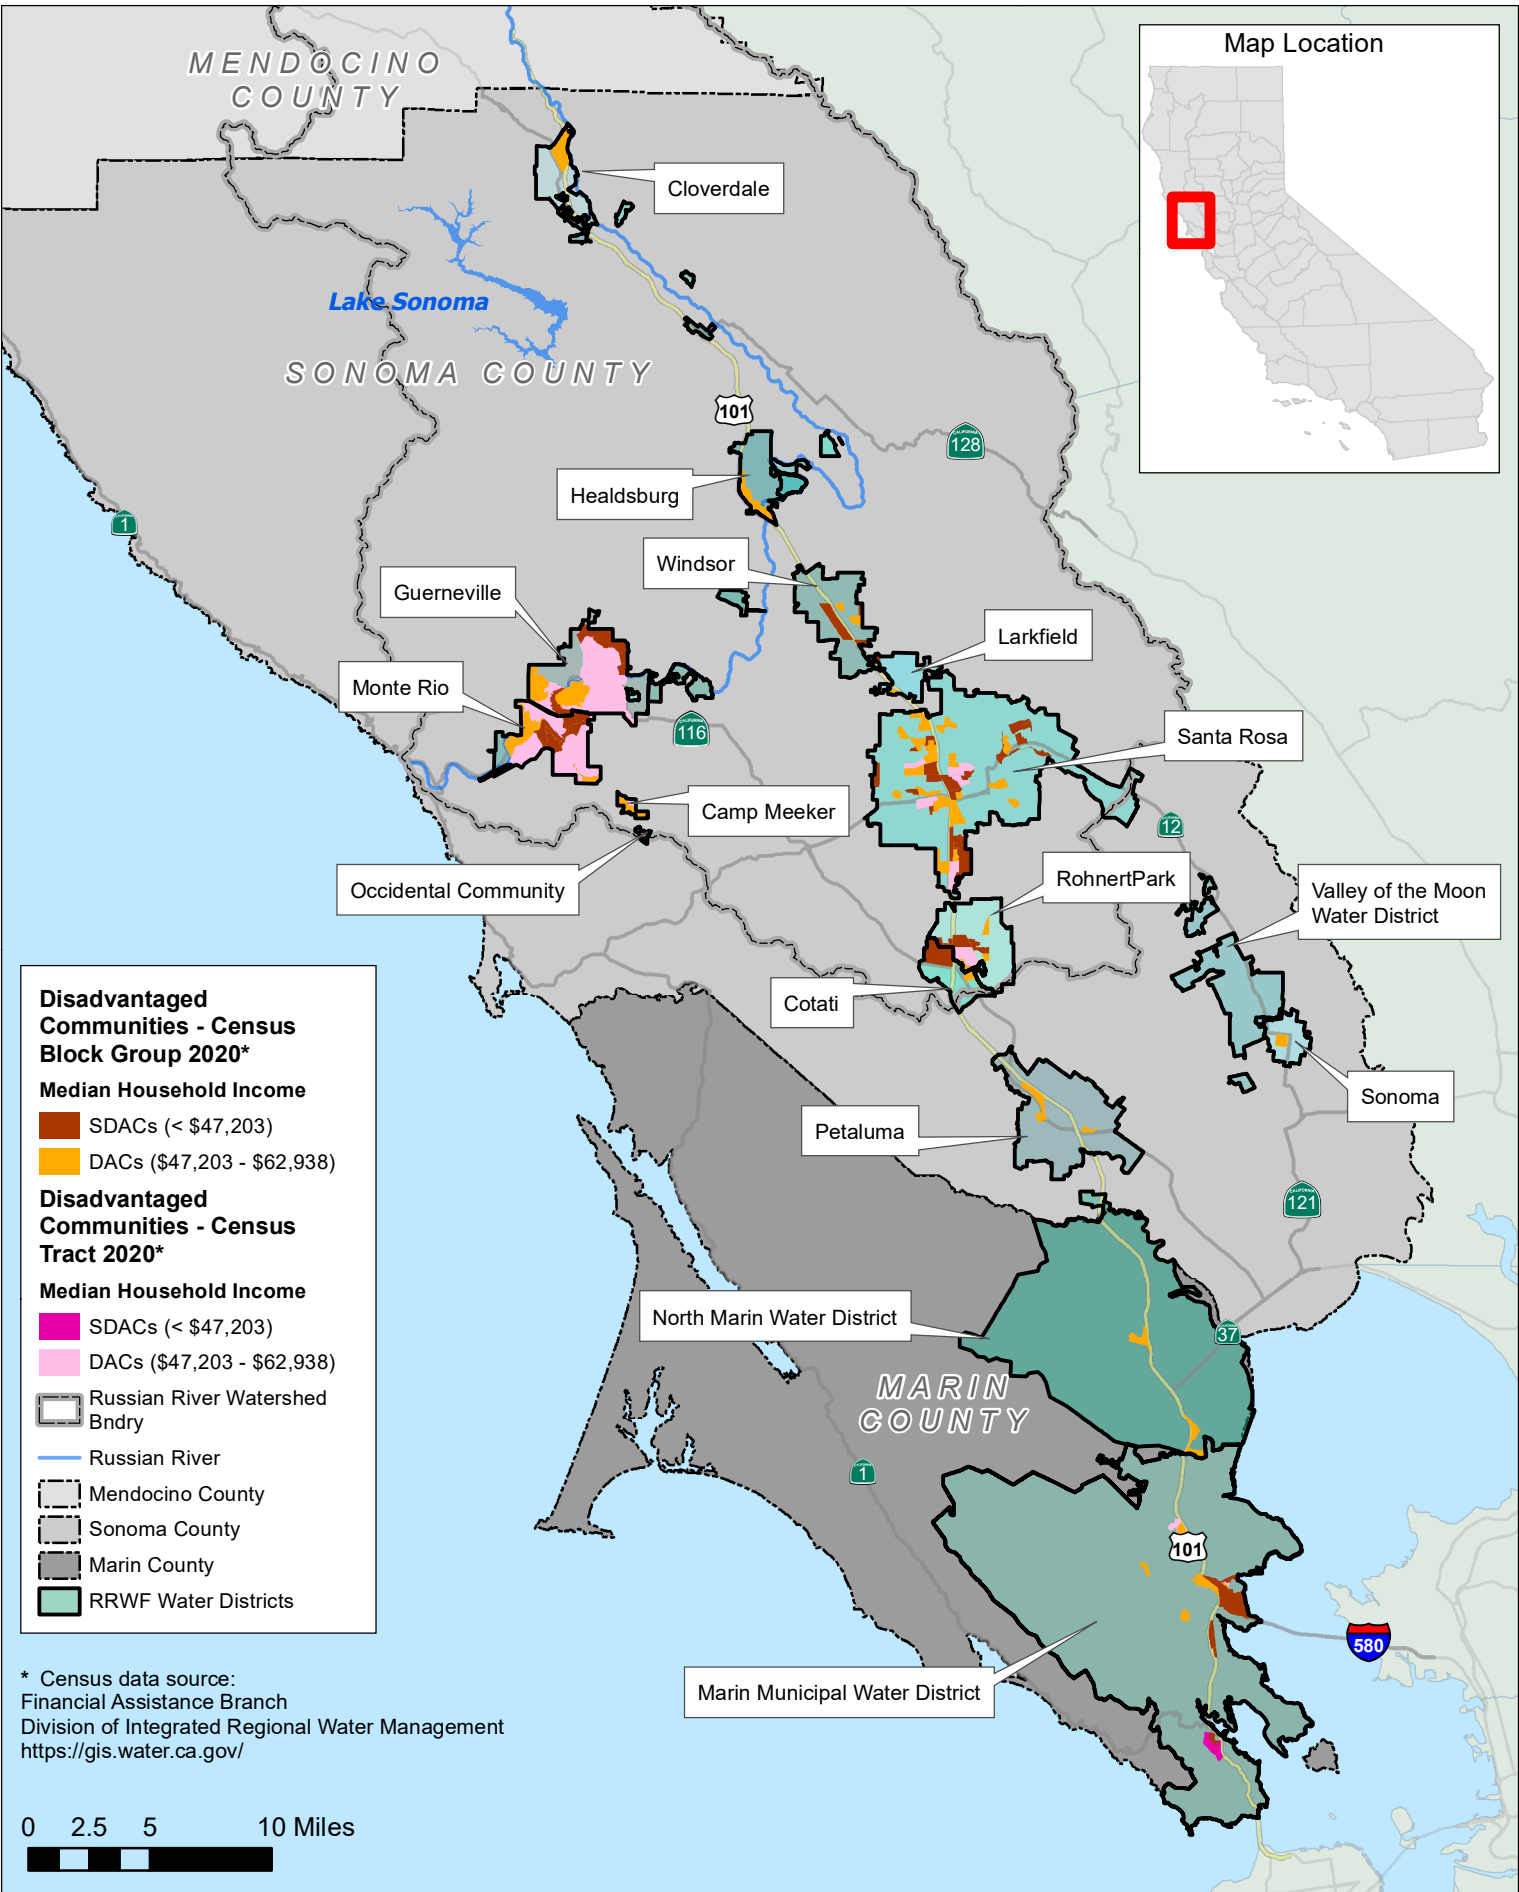 Map Location
MENDOCINO
COUNTY
Cloverdale
Lake Sonoma
SONOMA COUNTY
101
CALIFORNIA
128
Healdsburg
1
Windsor
Guerneville
Larkfield
Monte Rio
CALIFORNIA
116
Santa Rosa
Camp Meeker
12
Occidental Community
RohnertPark
Valley of the Moon
Water District
Cotati
Sonoma
Petaluma
CALIFORNIA
121
North Marin Water District
37
MARIN
COUNTY
1
101
580
Marin Municipal Water District
Disadvantaged
Communities - Census
Block Group 2020*
Median Household Income
SDACs (< $47,203)
DACs ($47,203 - $62,938)
Disadvantaged
Communities - Census
Tract 2020*
Median Household Income
SDACs (< $47,203)
DACs ($47,203 - $62,938)
Russian River Watershed
Bndry
Russian River
Mendocino County
Sonoma County
Marin County
RRWF Water Districts
* Census data source:
Financial Assistance Branch
Division of Integrated Regional Water Management
https://gis.water.ca.gov/
0 2.5 5 10 Miles